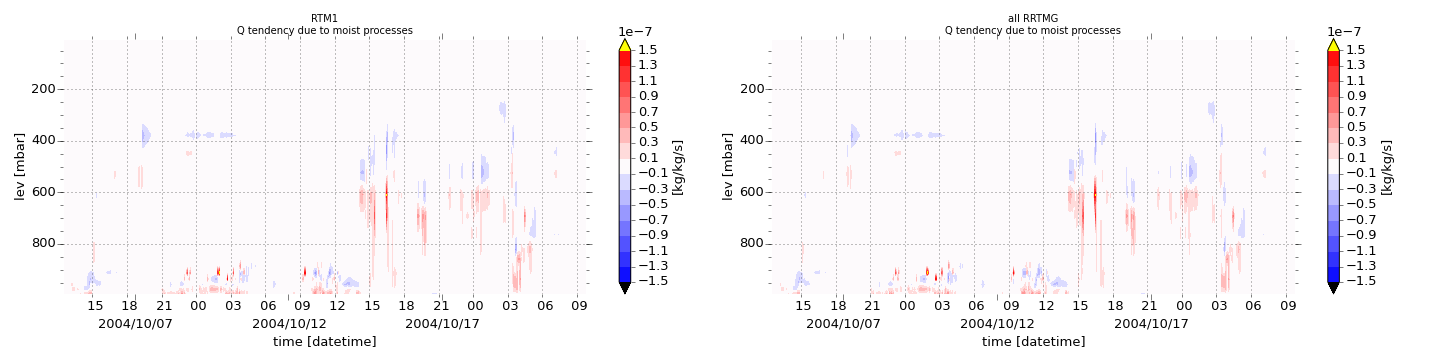 RTM1
Q tendency due to moist processes
1e−7
1.5
1.3
1.1
0.9
0.7
0.5
0.3
0.1
−0.1
−0.3
−0.5
−0.7
−0.9
−1.1
−1.3
−1.5
[kg/kg/s]
lev [mbar]
200
400
600
800
15 18 21 00 03 06 09 12 15 18 21 00 03 06 09
2004/10/07 2004/10/12 2004/10/17
time [datetime]
all RRTMG
Q tendency due to moist processes
1e−7
1.5
1.3
1.1
0.9
0.7
0.5
0.3
0.1
−0.1
−0.3
−0.5
−0.7
−0.9
−1.1
−1.3
−1.5
[kg/kg/s]
lev [mbar]
200
400
600
800
15 18 21 00 03 06 09 12 15 18 21 00 03 06 09
2004/10/07 2004/10/12 2004/10/17
time [datetime]